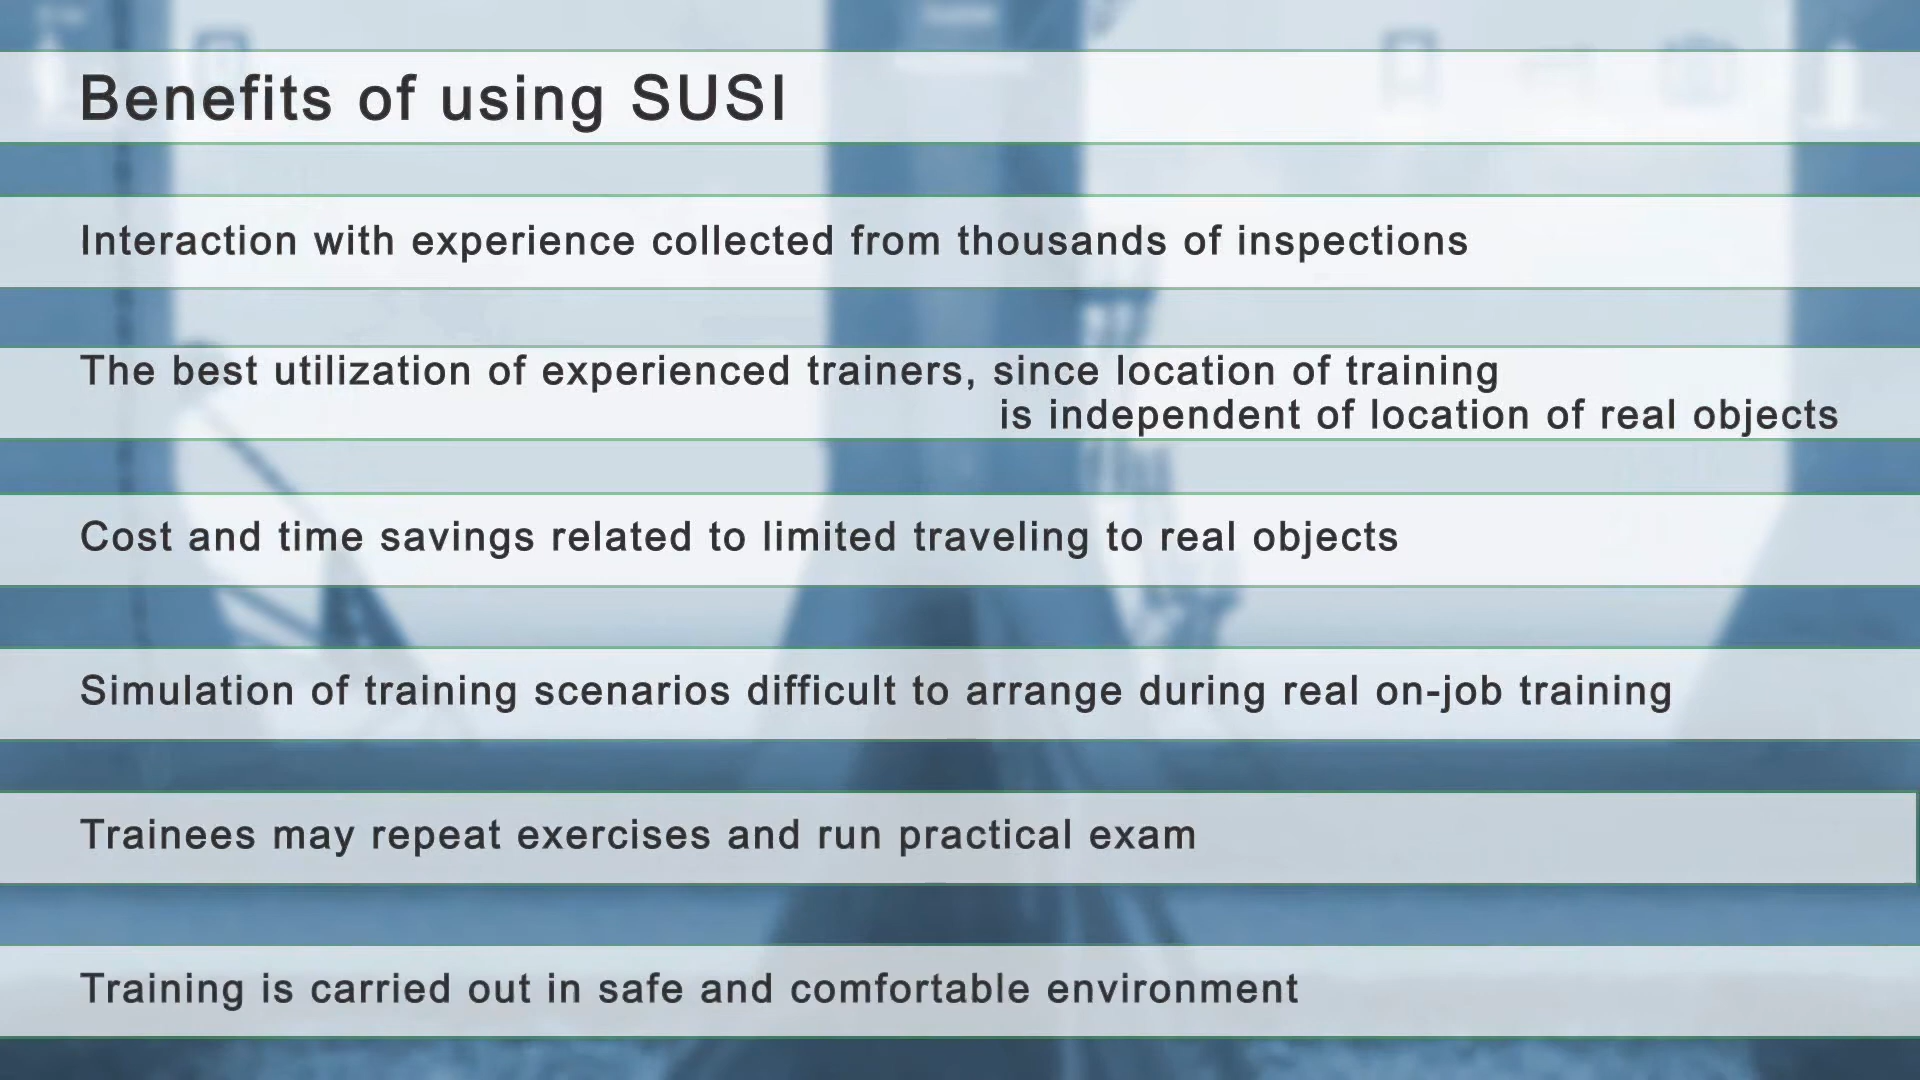 Benefits of using SUSI
Interaction with experience collected from thousands of inspections
The best utilization of experienced trainers, since location of training
is independent of location of real objects
Cost and time savings related to limited traveling to real objects
Simulation of training scenarios difficult to arrange during real on-job training
Trainees may repeat exercises and run practical exam
Training is carried out in safe and comfortable environment